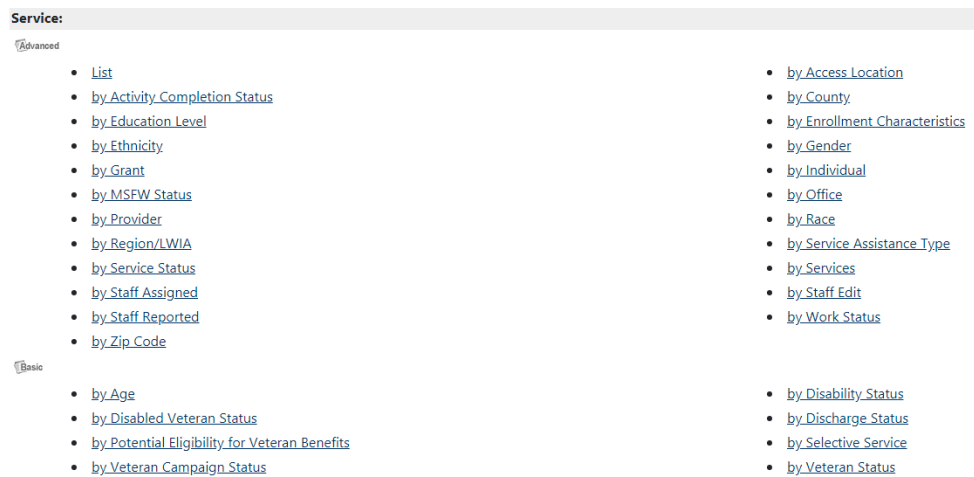 Service:
Advanced
List
by Access Location
by Activity Completion Status
by County
by Education Level
by Enrollment Characteristics
by Ethnicity
by Gender
by Grant
by Individual
by MSFW Status
by Office
by Provider
by Race
by Region/LWIA
by Service Assistance Type
by Service Status
by Services
by Staff Assigned
by Staff Edit
by Staff Reported
by Work Status
by Zip Code
Basic
by Age
by Disability Status
by Disabled Veteran Status
by Discharge Status
by Potential Eligibility for Veteran Benefits
by Selective Service
by Veteran Campaign Status
by Veteran Status